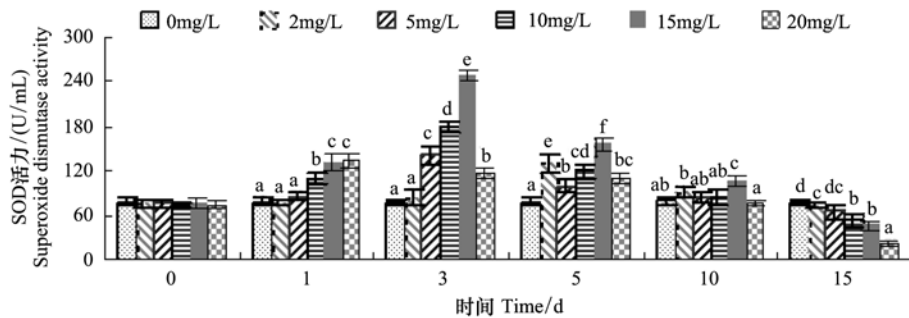 0mg/L 2mg/L 5mg/L 10mg/L 15mg/L 20mg/L
SOD活力/(U/mL)
Superoxide dismutase activity
300
240
180
120
60
0
a a a b c c
a a c d e b
a e b cd f bc
ab b ab ab c a
d c dc b b a
0 1 3 5 10 15
时间 Time/d